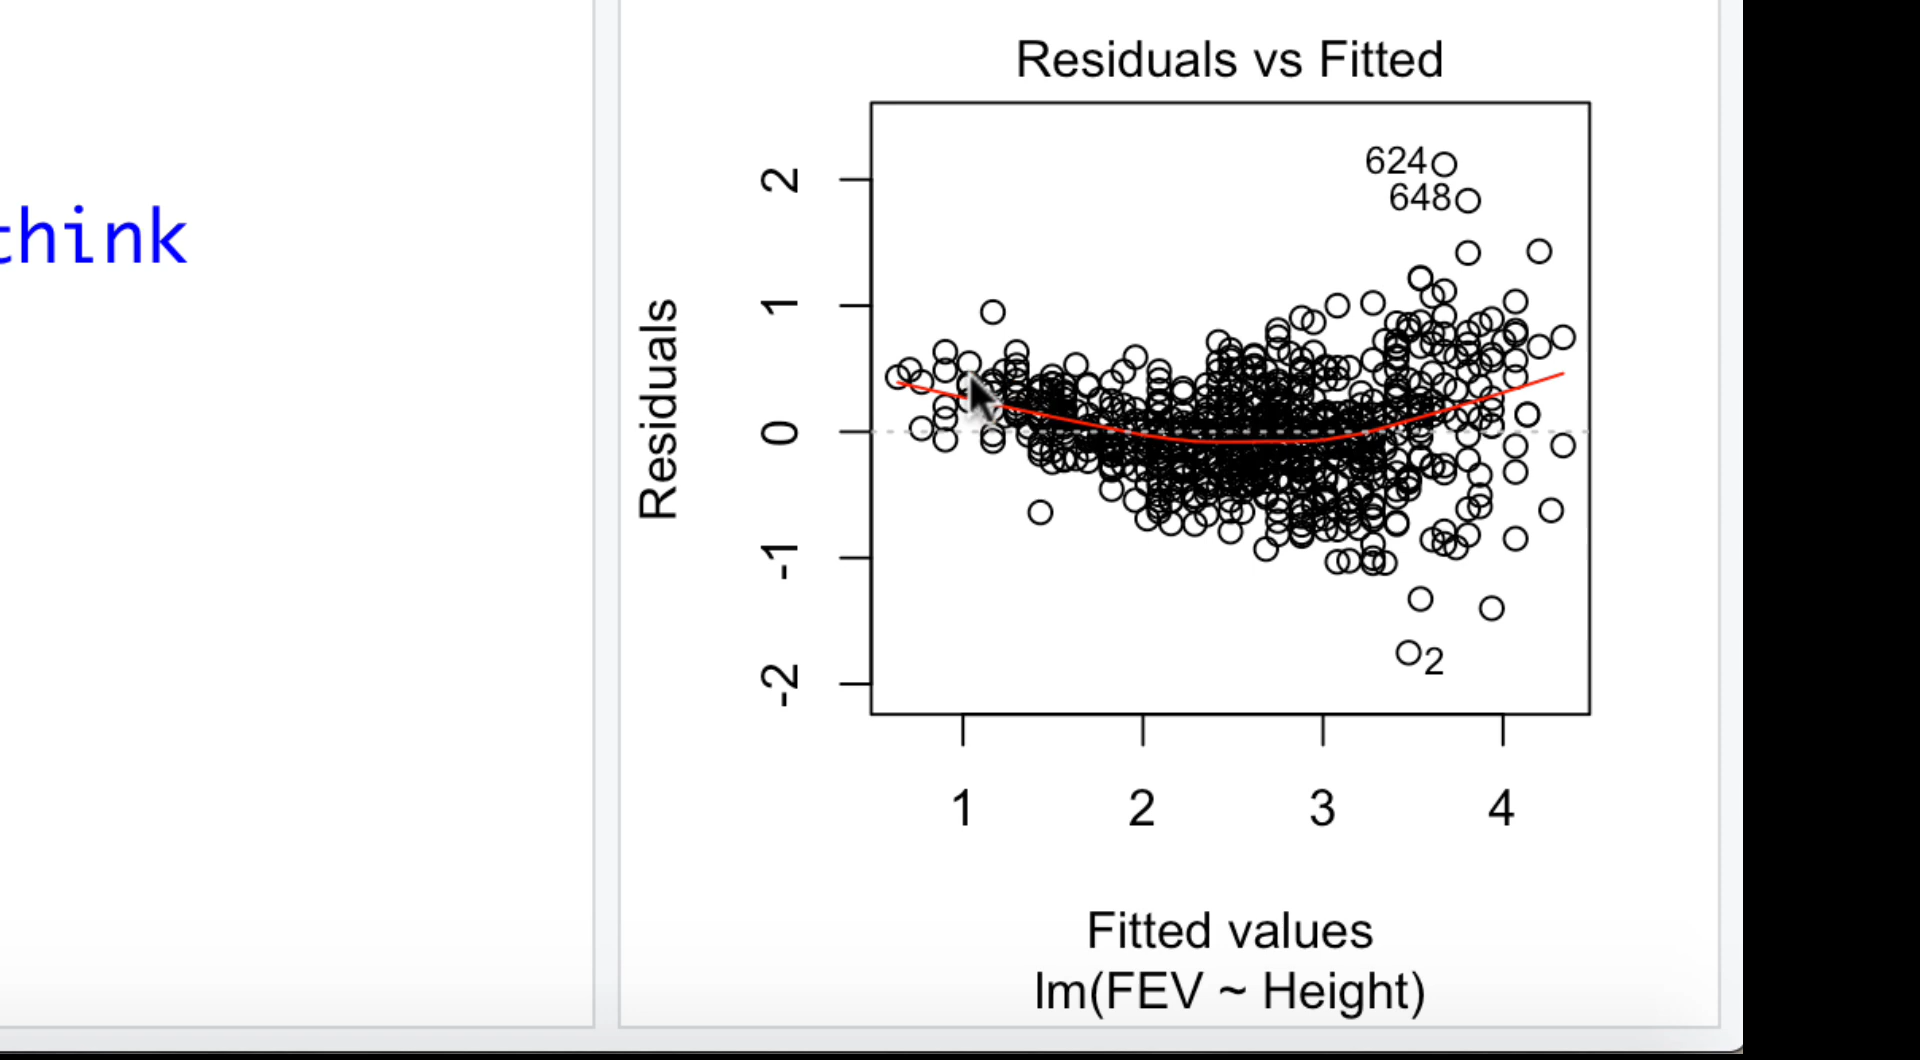 think
Residuals vs Fitted
624
648
2
1
0
-1
-2
Residuals
2
1
2
3
4
Fitted values
lm(FEV ~ Height)